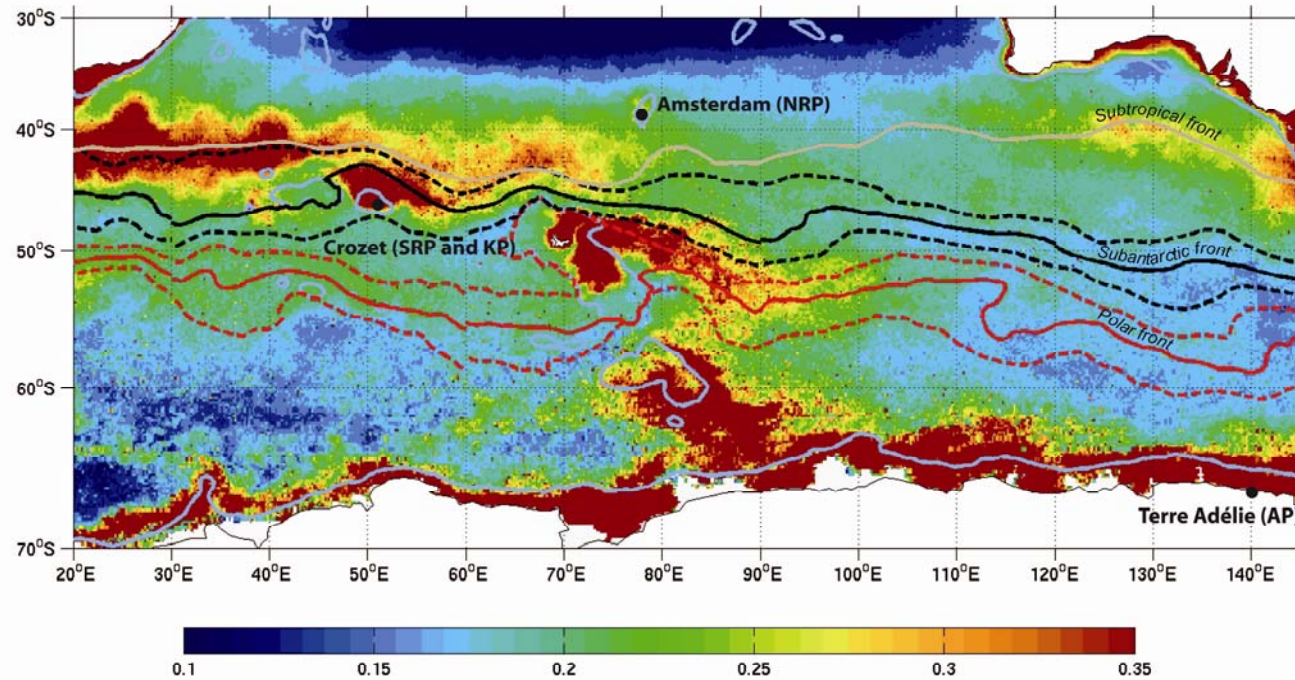 30°S
40°S
50°S
60°S
70°S
Amsterdam (NRP)
Subtropical front
Crozet (SRP and KP)
Subantarctic front
Polar front
Terre Adélie (AP
20°E 30°E 40°E 50°E 60°E 70°E 80°E 90°E 100°E 110°E 120°E 130°E 140°E
0.1 0.15 0.2 0.25 0.3 0.35